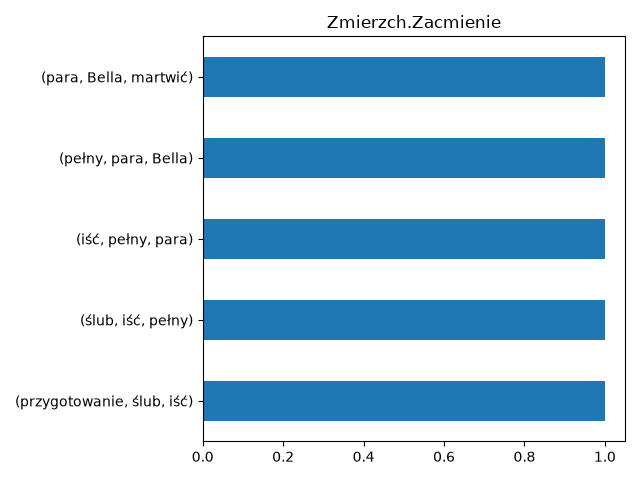 Zmierzch.Zacmienie
(para, Bella, martwić)
(pełny, para, Bella)
(iść, pełny, para)
(ślub, iść, pełny)
(przygotowanie, ślub, iść)
0.0 0.2 0.4 0.6 0.8 1.0